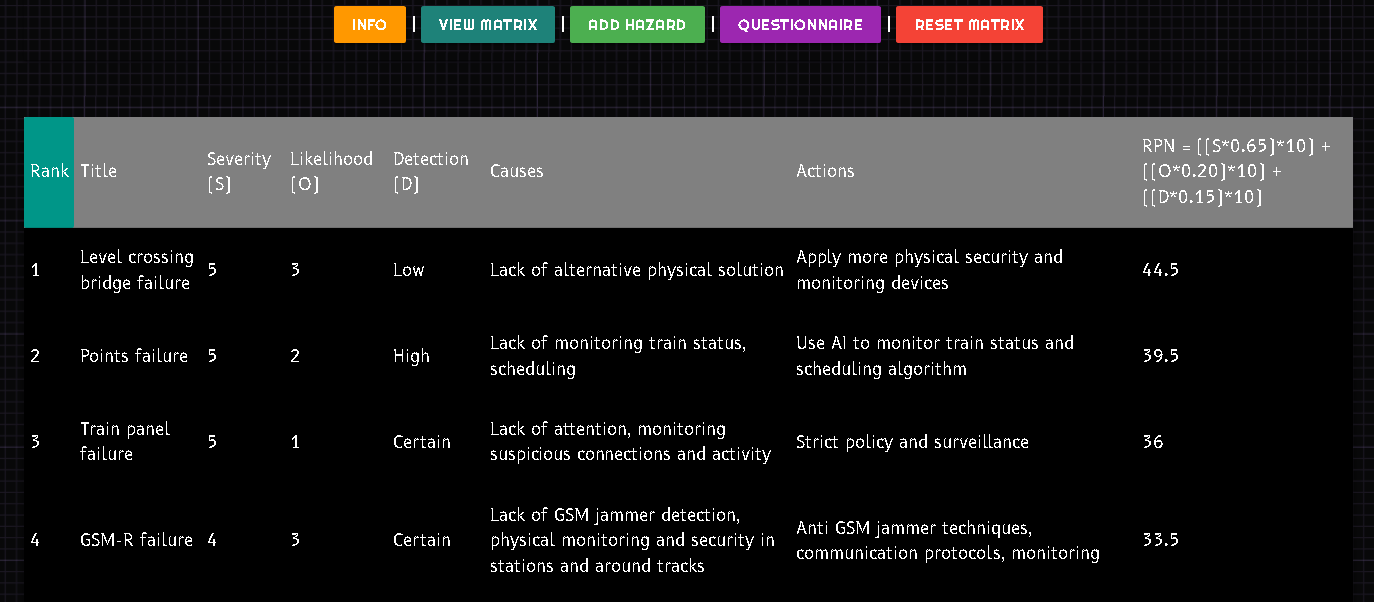 INFO | VIEW MATRIX | ADD HAZARD | QUESTIONNAIRE | RESET MATRIX
Rank Title Severity [S] Likelihood [O] Detection [D] Causes Actions RPN = [[S*0.65]*10] + [[O*0.20]*10] + [[D*0.15]*10]
1 Level crossing bridge failure 5 3 Low Lack of alternative physical solution Apply more physical security and monitoring devices 44.5
2 Points failure 5 2 High Lack of monitoring train status, scheduling Use AI to monitor train status and scheduling algorithm 39.5
3 Train panel failure 5 1 Certain Lack of attention, monitoring suspicious connections and activity Strict policy and surveillance 36
4 GSM-R failure 4 3 Certain Lack of GSM jammer detection, physical monitoring and security in stations and around tracks Anti GSM jammer techniques, communication protocols, monitoring 33.5